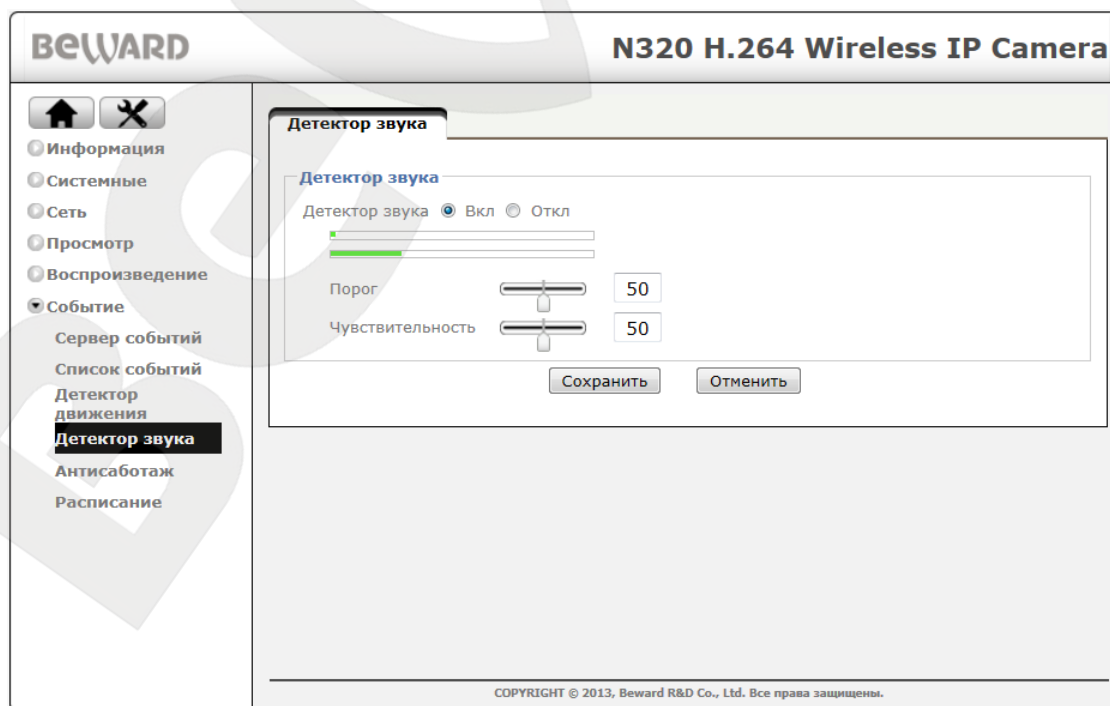 BEWARD
N320 H.264 Wireless IP Camera
Информация
Системные
Сеть
Просмотр
Воспроизведение
Событие
Сервер событий
Список событий
Детектор
движения
Детектор звука
Антисаботаж
Расписание
Детектор звука
Детектор звука
Детектор звука Вкл Откл
Порог 50
Чувствительность 50
Сохранить Отменить
COPYRIGHT © 2013, Beward R&D Co., Ltd. Все права защищены.